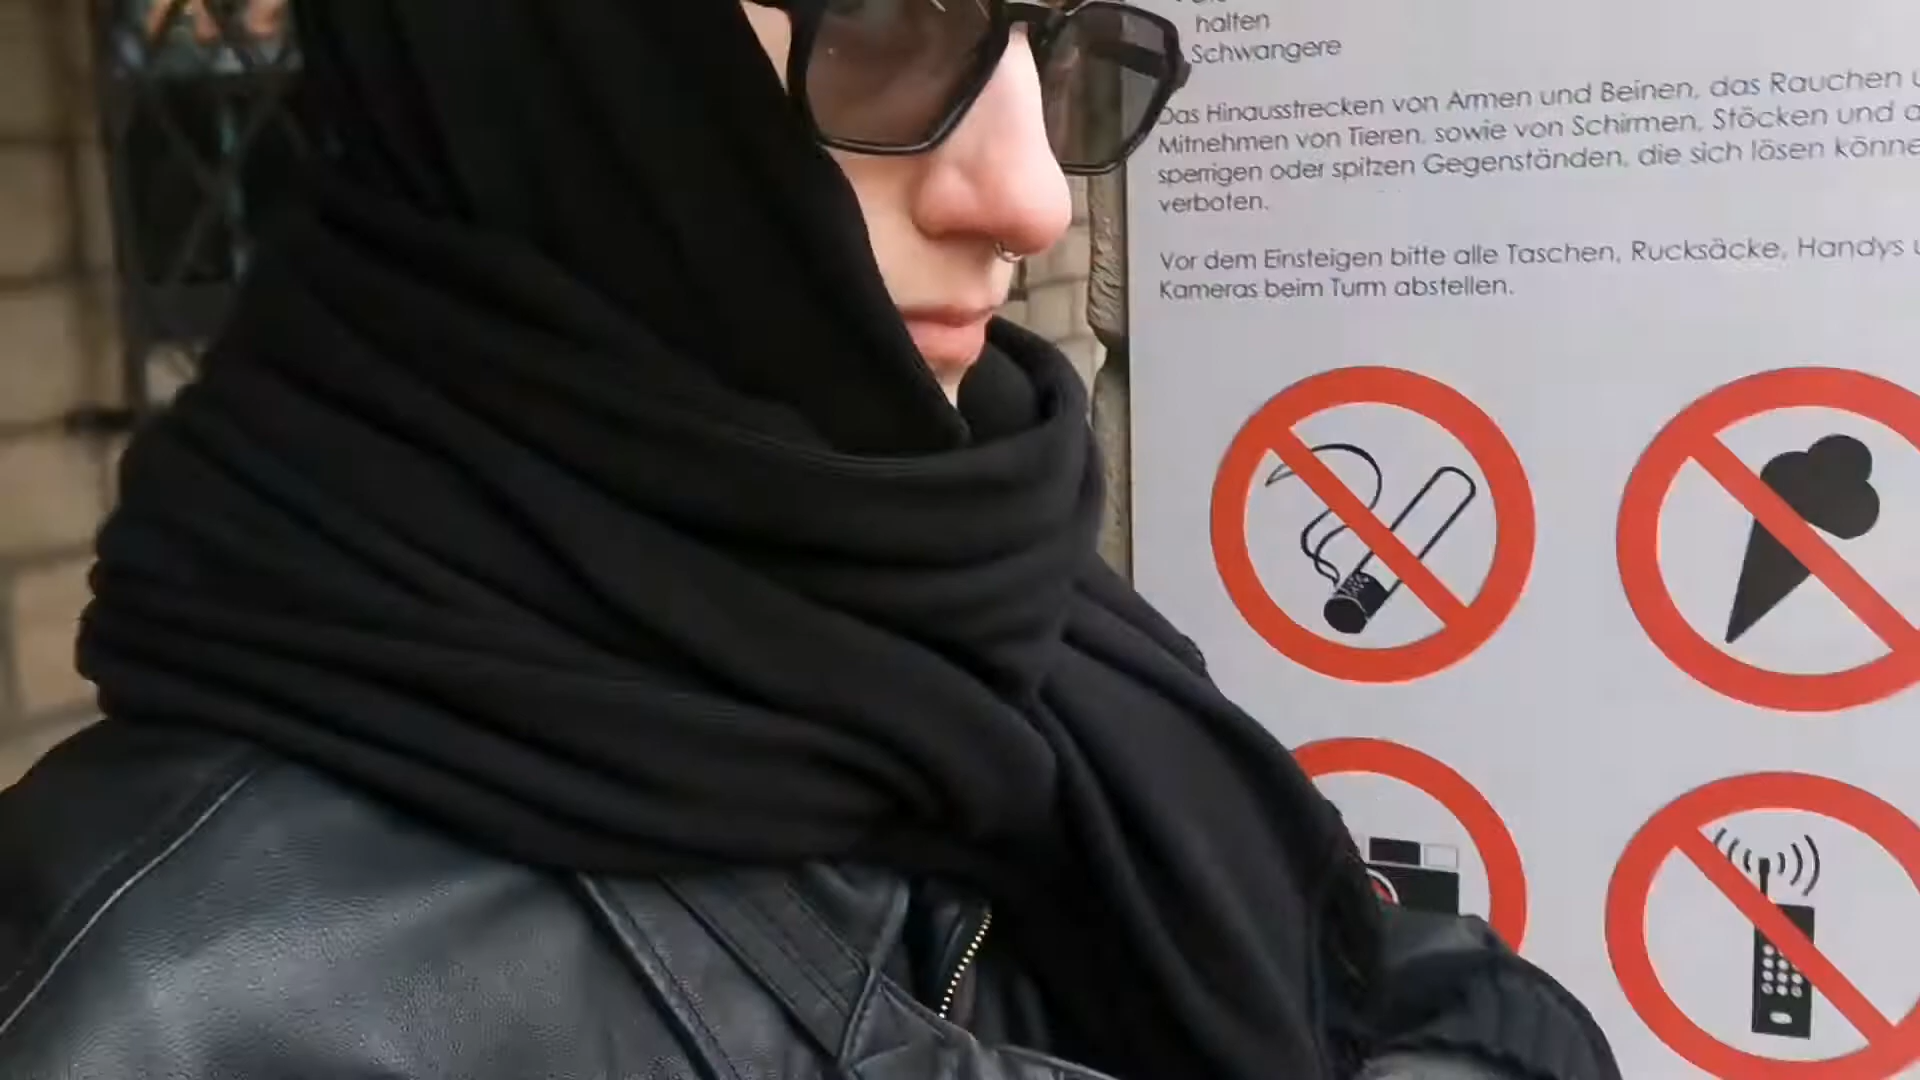 halten
Schwangere
Das Hinausstrecken von Armen und Beinen, das Rauchen
Mitnehmen von Tieren, sowie von Schirmen, Stöcken und
sperrigen oder spitzen Gegenständen, die sich lösen
verboten.
Vor dem Einsteigen bitte alle Taschen, Rucksäcke, Handys
Kameras beim Turm abstellen.